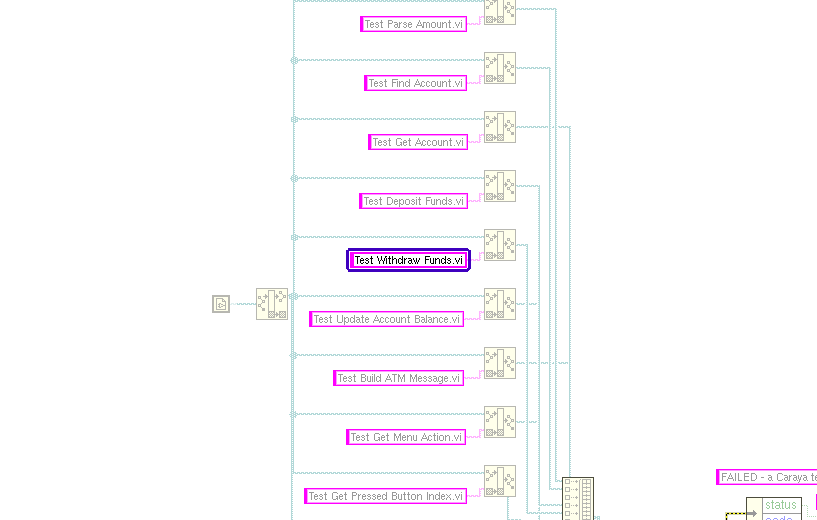 Test Parse Amount.vi
Test Find Account.vi
Test Get Account.vi
Test Deposit Funds.vi
Test Withdraw Funds.vi
Test Update Account Balance.vi
Test Build ATM Message.vi
Test Get Menu Action.vi
FAILED - a Caraya te
Test Get Pressed Button Index.vi
status
code